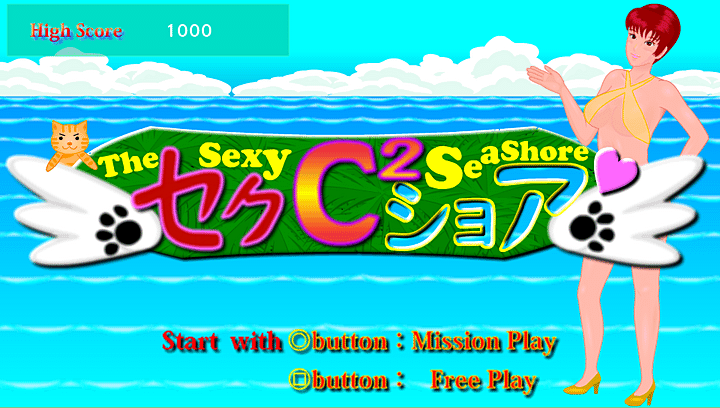 High Score 1000
The Sexy SeaShore
セクC²ショア
Start with ◎button：Mission Play
□button： Free Play